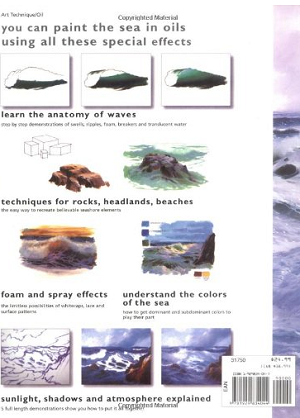 Copyrighted Material
Art Technique/Oil
you can paint the sea in oils
using all these special effects
learn the anatomy of waves
step by step demonstrations of swells, ripples, foam, breakers and translucent water
techniques for rocks, headlands, beaches
the easy way to recreate believable seashore elements
foam and spray effects
the limitless possibilities of whitecaps, lace and
surface patterns
understand the colors
of the sea
how to get dominant and subdominant colors to
play their part
31750
EAN
sunlight, shadows and atmosphere explained
5 full length demonstrations show you how to put it all together
Copyrighted Material